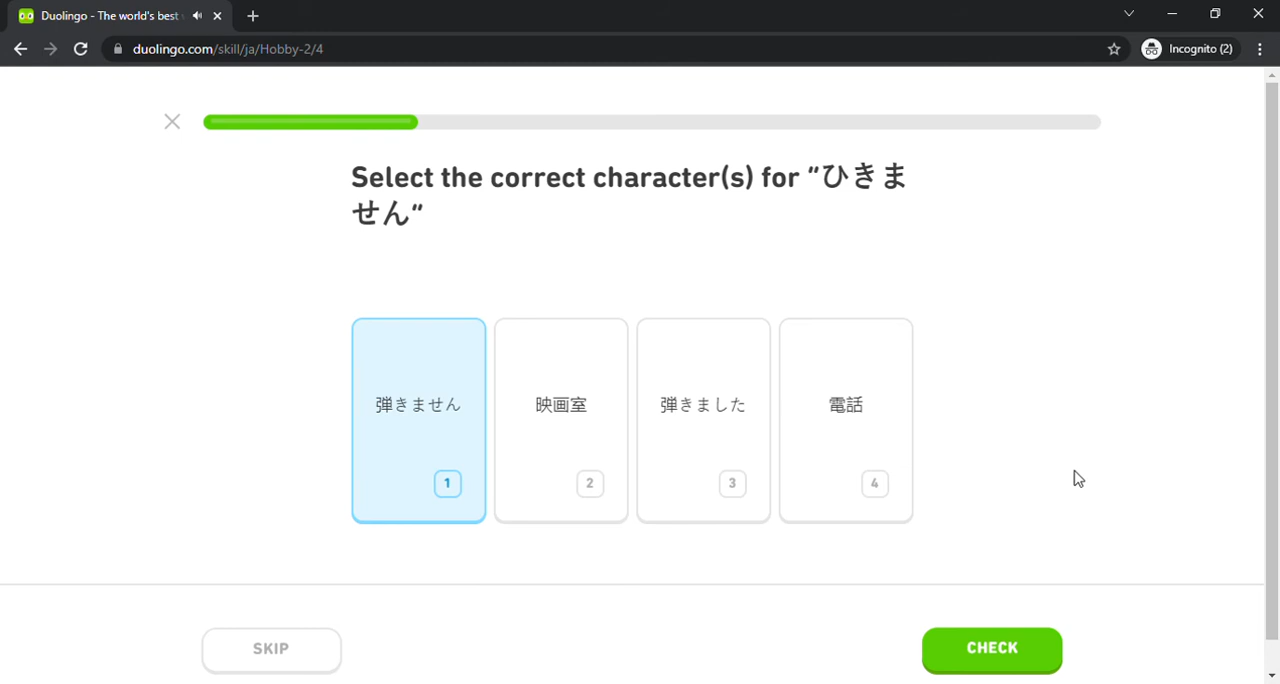 Duolingo - The world's best
duolingo.com/skill/ja/Hobby-2/4
Incognito (2)
Select the correct character(s) for "ひきま
せん"
弾きません
1
映画室
2
弾きました
3
電話
4
SKIP
CHECK